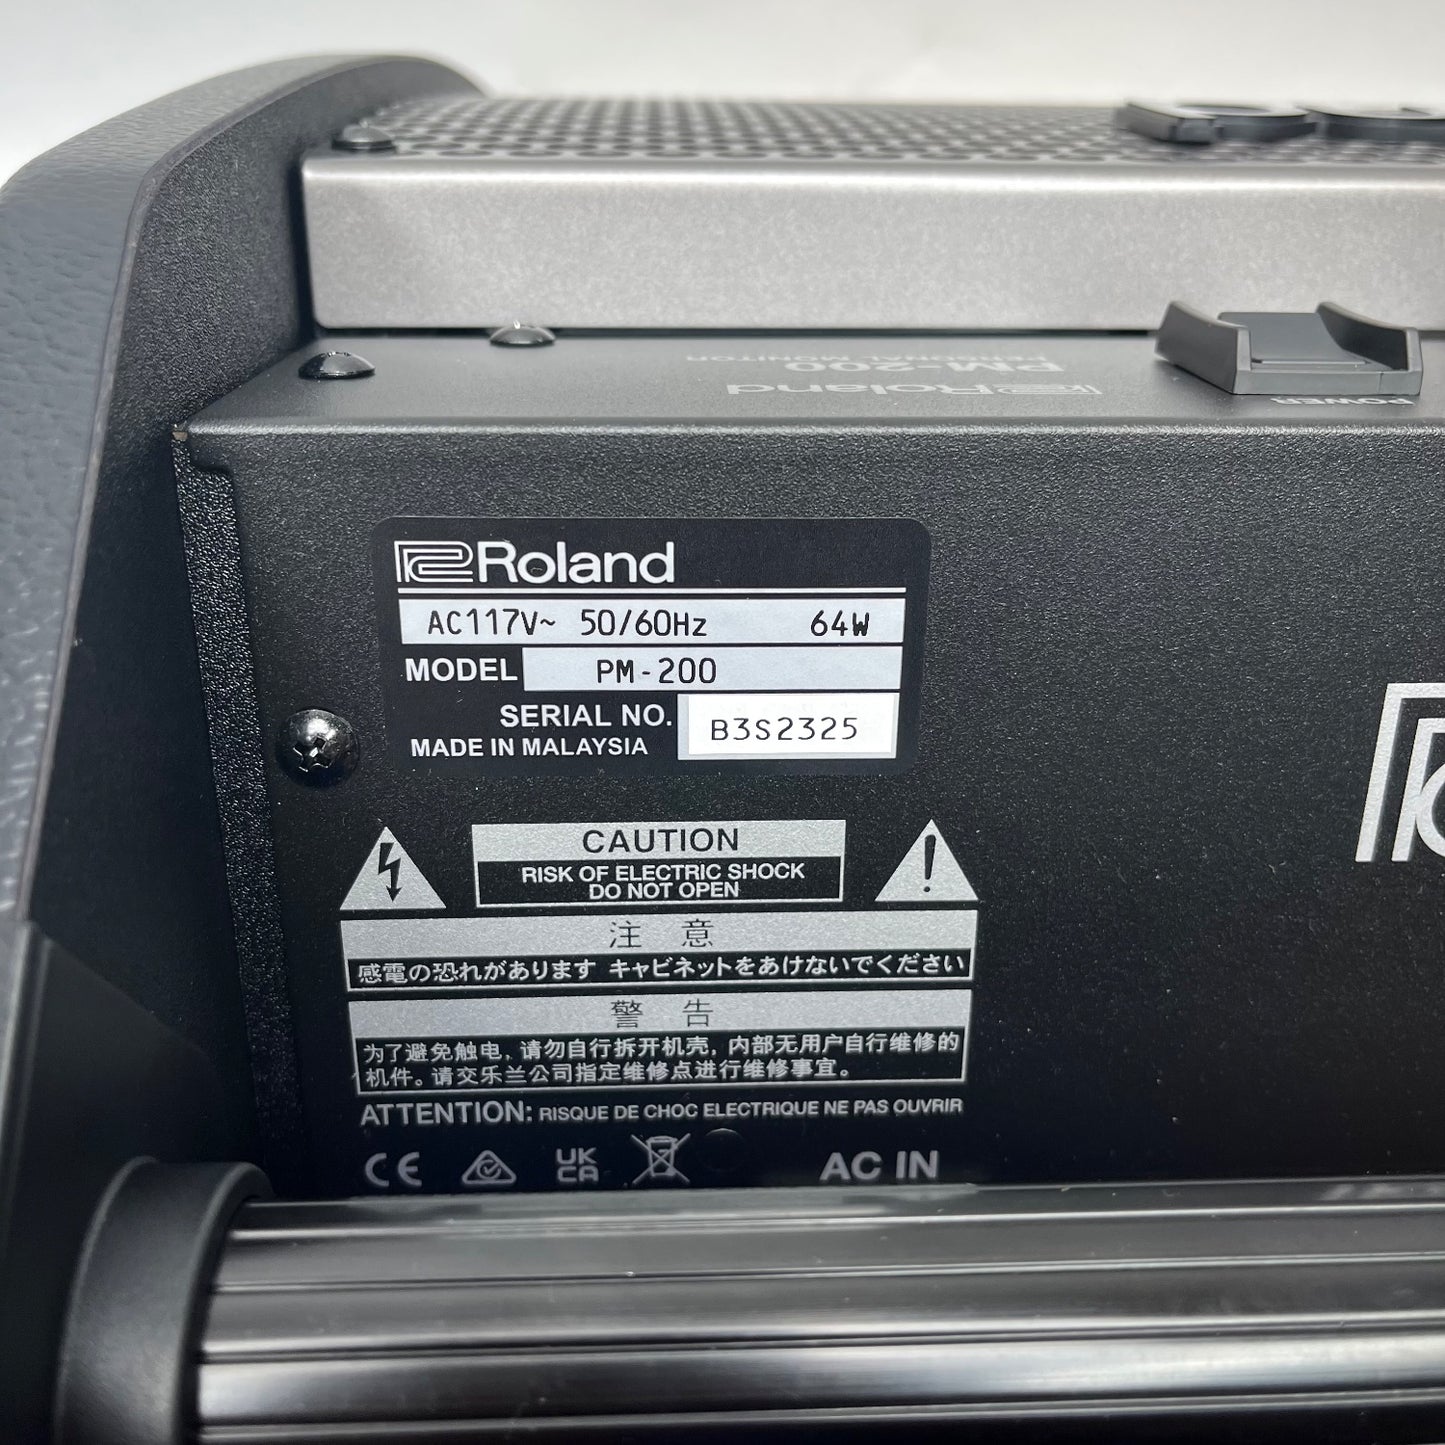 Roland
PM-200
PERSONAL MONITOR
POWER
Roland
AC117V~ 50/60Hz 64W
MODEL PM-200
SERIAL NO. B3S2325
MADE IN MALAYSIA
CAUTION
RISK OF ELECTRIC SHOCK
DO NOT OPEN
注 意
感電の恐れがあります キャビネットをあけないでください
警 告
为了避免触电，请勿自行拆开机壳，内部无用户自行维修的
机件。请交乐兰公司指定维修点进行维修事宜。
ATTENTION: RISQUE DE CHOC ELECTRIQUE NE PAS OUVRIR
CE UK CA AC IN